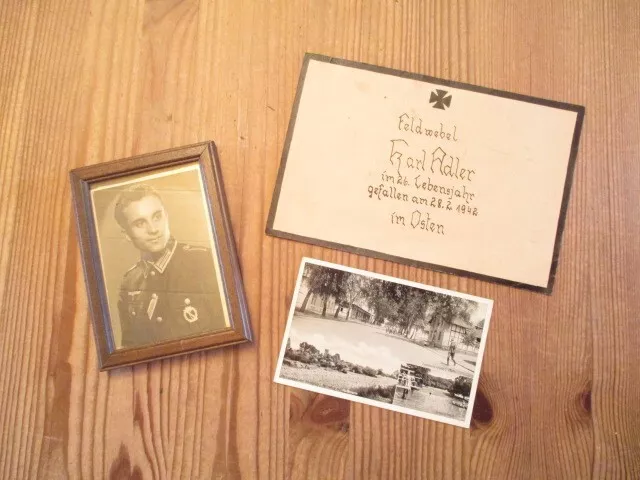 Feldwebel
Karl Adler
im 26. Lebensjahr
gefallen am 28.2 1942
im Osten